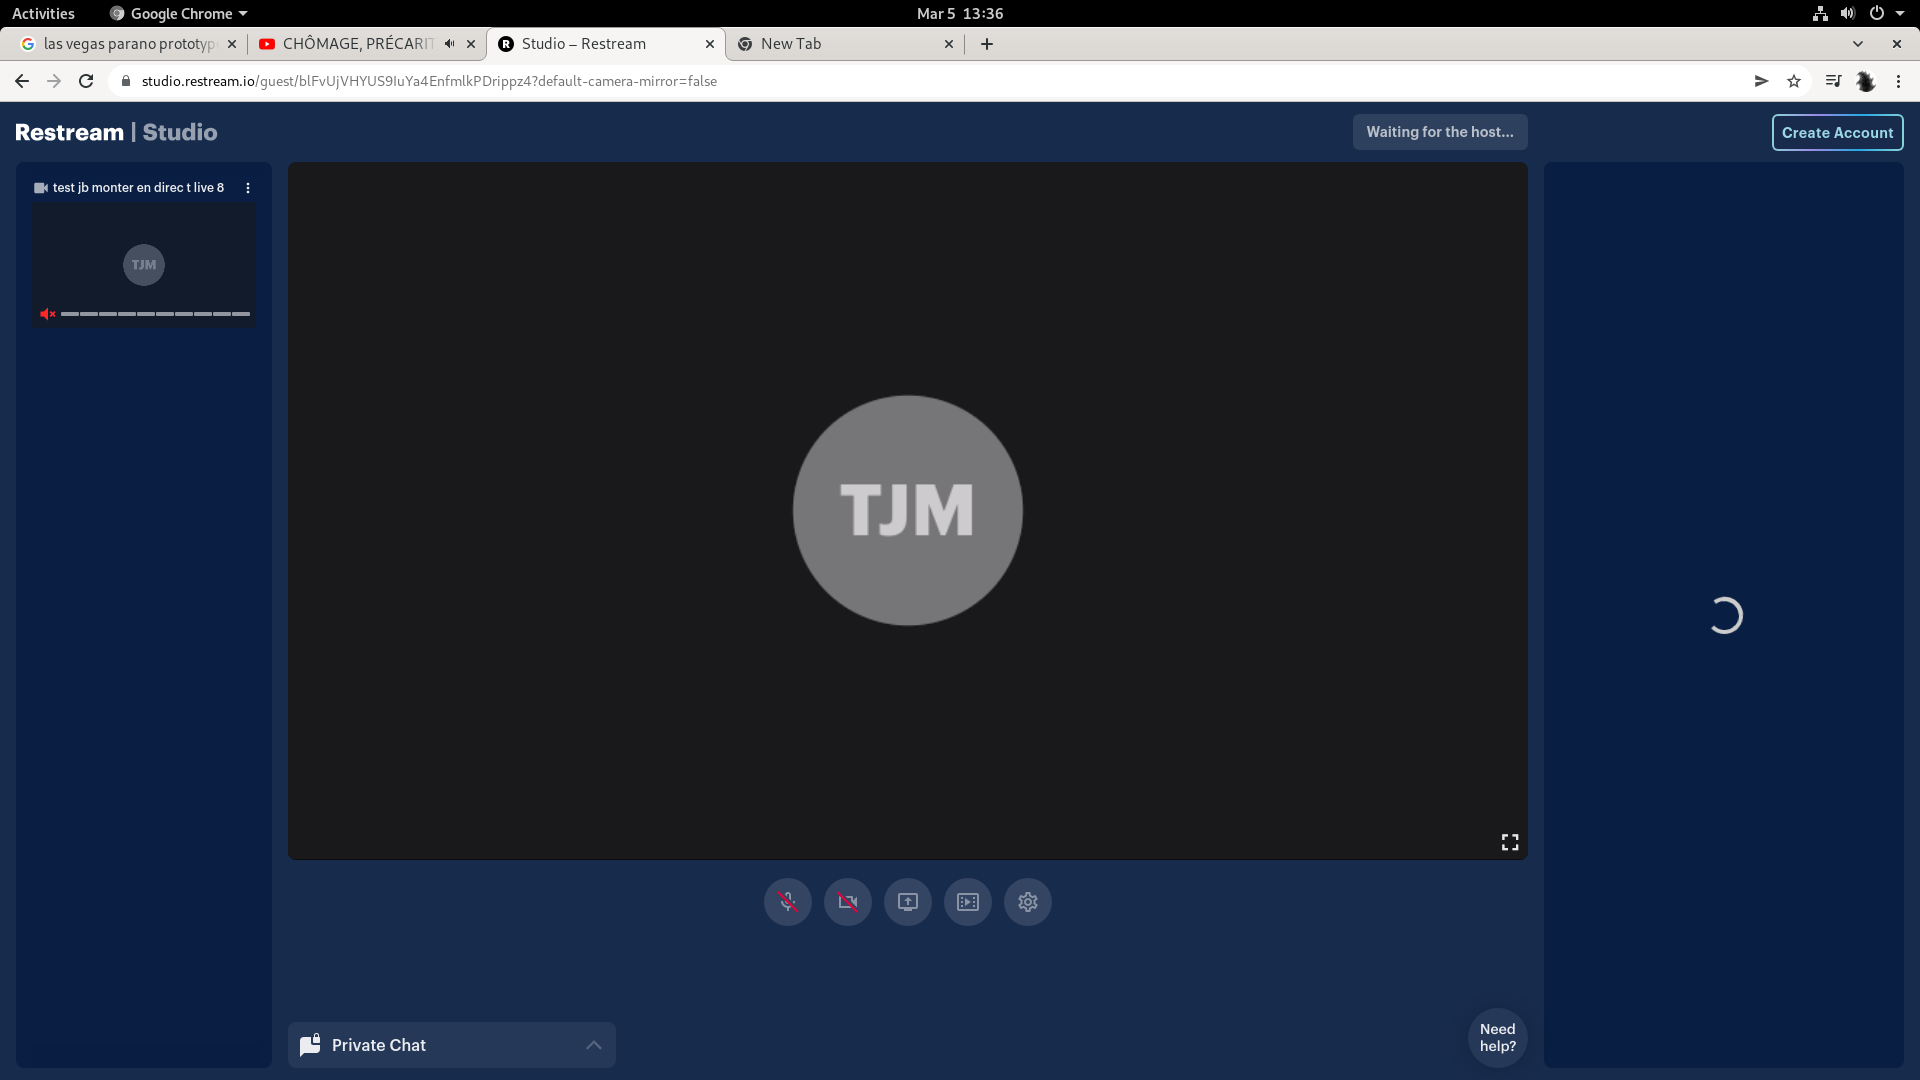 Activities
Google Chrome
Mar 5 13:36
las vegas parano prototyp
CHÔMAGE, PRÉCARIT
Studio – Restream
New Tab
studio.restream.io/guest/blFvUjVHYUS9IuYa4EnfmlkPDrippz4?default-camera-mirror=false
Restream | Studio
Waiting for the host...
Create Account
test jb monter en direc t live 8
TJM
TJM
Private Chat
Need
help?